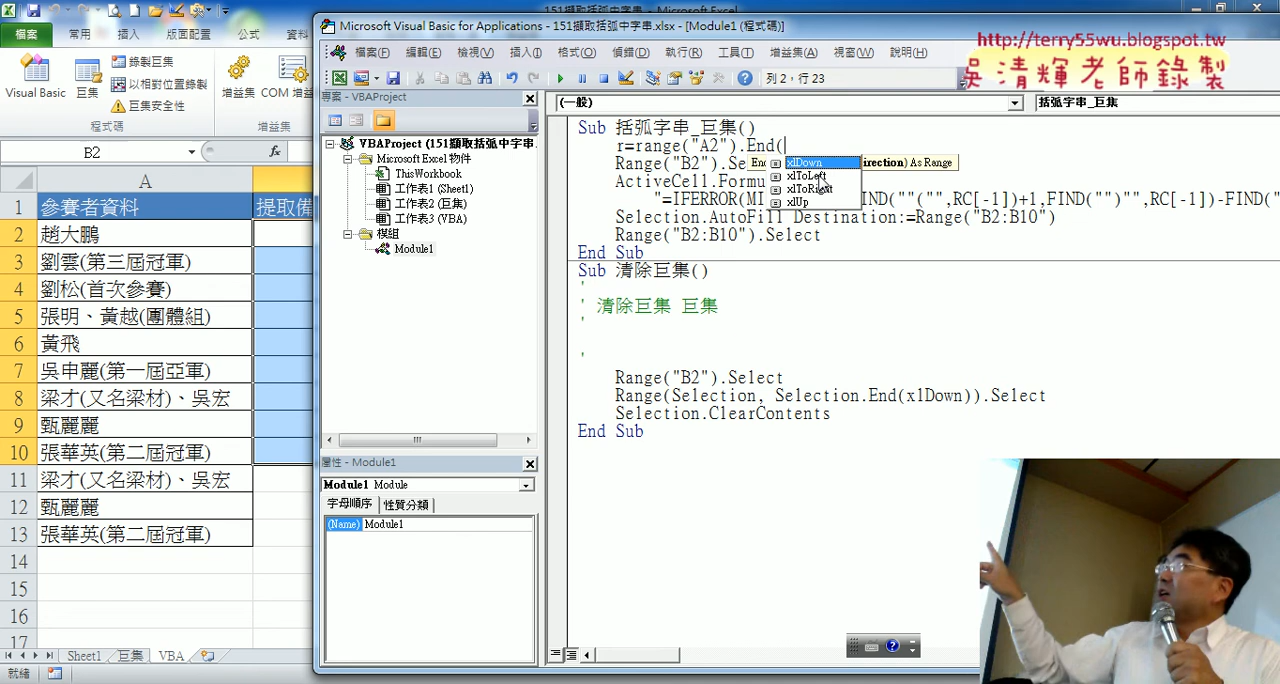 151擷取括弧中字串.xlsx - Microsoft Excel
檔案 常用 插入 版面配置 公式 資料
Visual Basic
巨集
錄製巨集
以相對位置錄製
巨集安全性
增益集
COM 增益
程式碼
增益集
B2
fx
A
1 參賽者資料 提取備
2 趙大鵬
3 劉雲(第三屆冠軍)
4 劉松(首次參賽)
5 張明、黃越(團體組)
6 黃飛
7 吳申麗(第一屆亞軍)
8 梁才(又名梁材)、吳宏
9 甄麗麗
10 張華英(第二屆冠軍)
11 梁才(又名梁材)、吳宏
12 甄麗麗
13 張華英(第二屆冠軍)
14
15
16
17
Sheet1 巨集 VBA
就緒
Microsoft Visual Basic for Applications - 151擷取括弧中字串.xlsx - [Module1 (程式碼)]
檔案(F) 編輯(E) 檢視(V) 插入(I) 格式(O) 偵錯(D) 執行(R) 工具(T) 增益集(A) 視窗(W) 說明(H)
列 2，行 23
http://terry55wu.blogspot.tw
吳清輝老師錄製
專案 - VBAProject
VBAProject (151擷取括弧中字串.
Microsoft Excel 物件
ThisWorkbook
工作表1 (Sheet1)
工作表2 (巨集)
工作表3 (VBA)
模組
Module1
屬性 - Module1
Module1 Module
字母順序 性質分類
(Name) Module1
(一般)
括弧字串_巨集
Sub 括弧字串_巨集()
r=range("A2").End(
Range("B2").Se
xlDown
xlToLeft
xlToRight
xlUp
irection) As Range
ActiveCell.Formu
"=IFERROR(MI
IND(""("",RC[-1])+1,FIND("")"",RC[-1])-FIND("
Selection.AutoFill Destination:=Range("B2:B10")
Range("B2:B10").Select
End Sub
Sub 清除巨集()
'
' 清除巨集 巨集
'
'
Range("B2").Select
Range(Selection, Selection.End(xlDown)).Select
Selection.ClearContents
End Sub